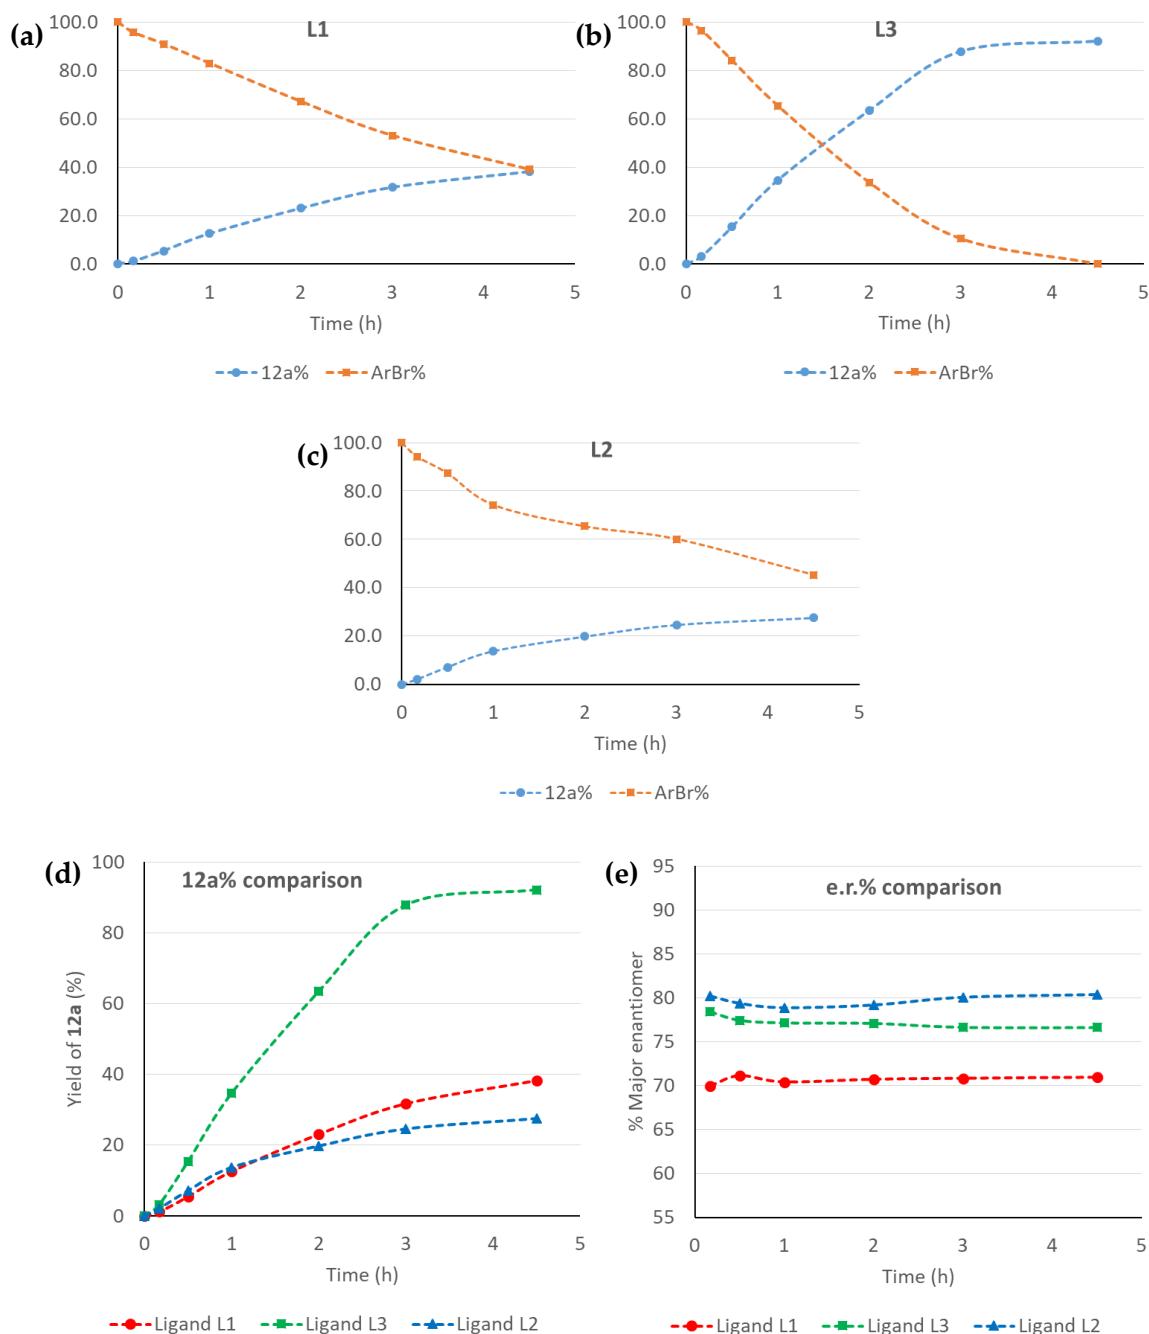 (a)
L1
100.0
80.0
60.0
40.0
20.0
0.0
0 1 2 3 4 5
Time (h)
12a% ArBr%
(b)
L3
100.0
80.0
60.0
40.0
20.0
0.0
0 1 2 3 4 5
Time (h)
12a% ArBr%
(c)
L2
100.0
80.0
60.0
40.0
20.0
0.0
0 1 2 3 4 5
Time (h)
12a% ArBr%
(d)
12a% comparison
Yield of 12a (%)
100
80
60
40
20
0
0 1 2 3 4 5
Time (h)
Ligand L1 Ligand L3 Ligand L2
(e)
e.r.% comparison
% Major enantiomer
95
90
85
80
75
70
65
60
55
0 1 2 3 4 5
Time (h)
Ligand L1 Ligand L3 Ligand L2